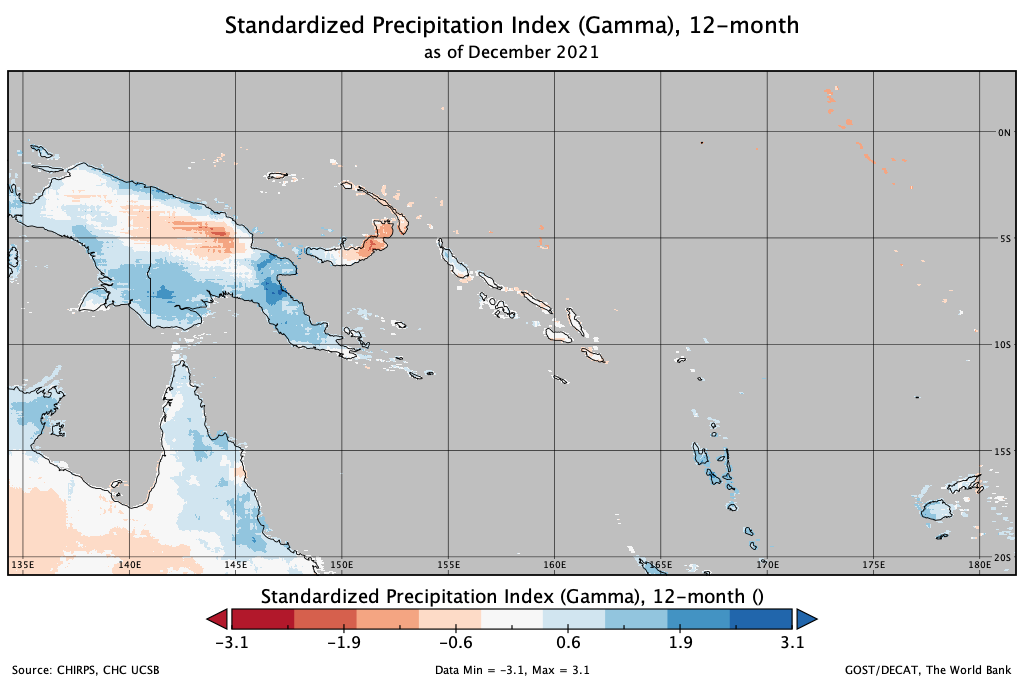 Standardized Precipitation Index (Gamma), 12-month
as of December 2021
0N
5S
10S
15S
20S
135E 140E 145E 150E 155E 160E 165E 170E 175E 180E
Standardized Precipitation Index (Gamma), 12-month ()
-3.1 -1.9 -0.6 0.6 1.9 3.1
Source: CHIRPS, CHC UCSB Data Min = -3.1, Max = 3.1 GOST/DECAT, The World Bank